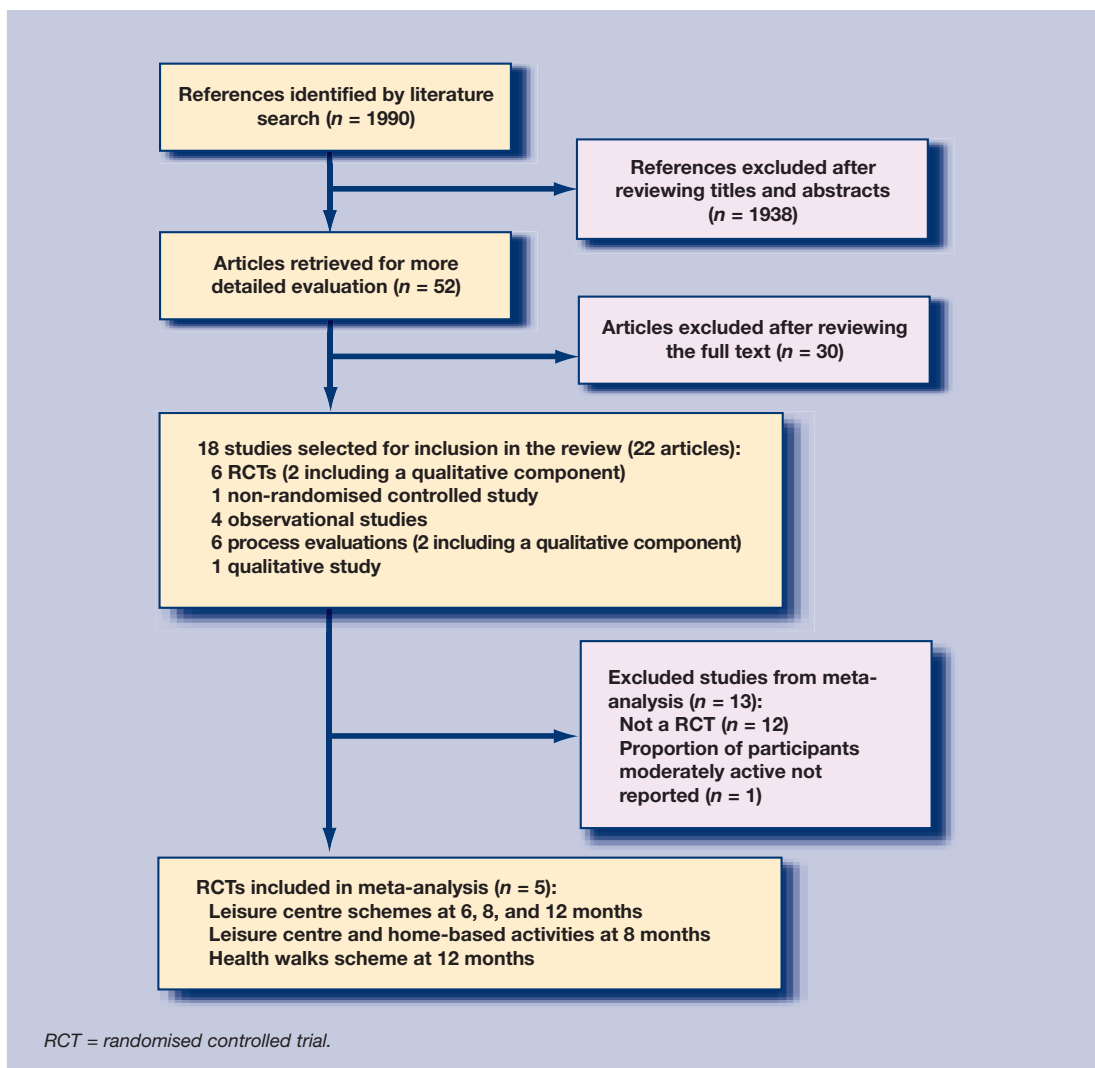 References identified by literature
search (n = 1990)
References excluded after
reviewing titles and abstracts
(n = 1938)
Articles retrieved for more
detailed evaluation (n = 52)
Articles excluded after reviewing
the full text (n = 30)
18 studies selected for inclusion in the review (22 articles):
6 RCTs (2 including a qualitative component)
1 non-randomised controlled study
4 observational studies
6 process evaluations (2 including a qualitative component)
1 qualitative study
Excluded studies from meta-
analysis (n = 13):
Not a RCT (n = 12)
Proportion of participants
moderately active not
reported (n = 1)
RCTs included in meta-analysis (n = 5):
Leisure centre schemes at 6, 8, and 12 months
Leisure centre and home-based activities at 8 months
Health walks scheme at 12 months
RCT = randomised controlled trial.